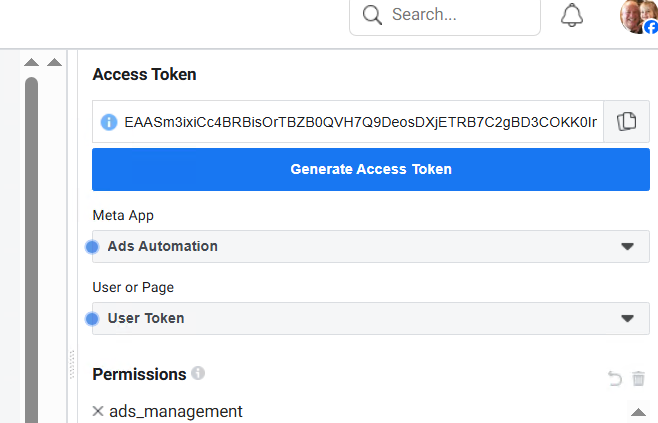 Search...
Access Token
EAASm3ixiCc4BRBisOrTBZB0QVH7Q9DeosDXjETRB7C2gBD3COKK0Ir
Generate Access Token
Meta App
Ads Automation
User or Page
User Token
Permissions
ads_management